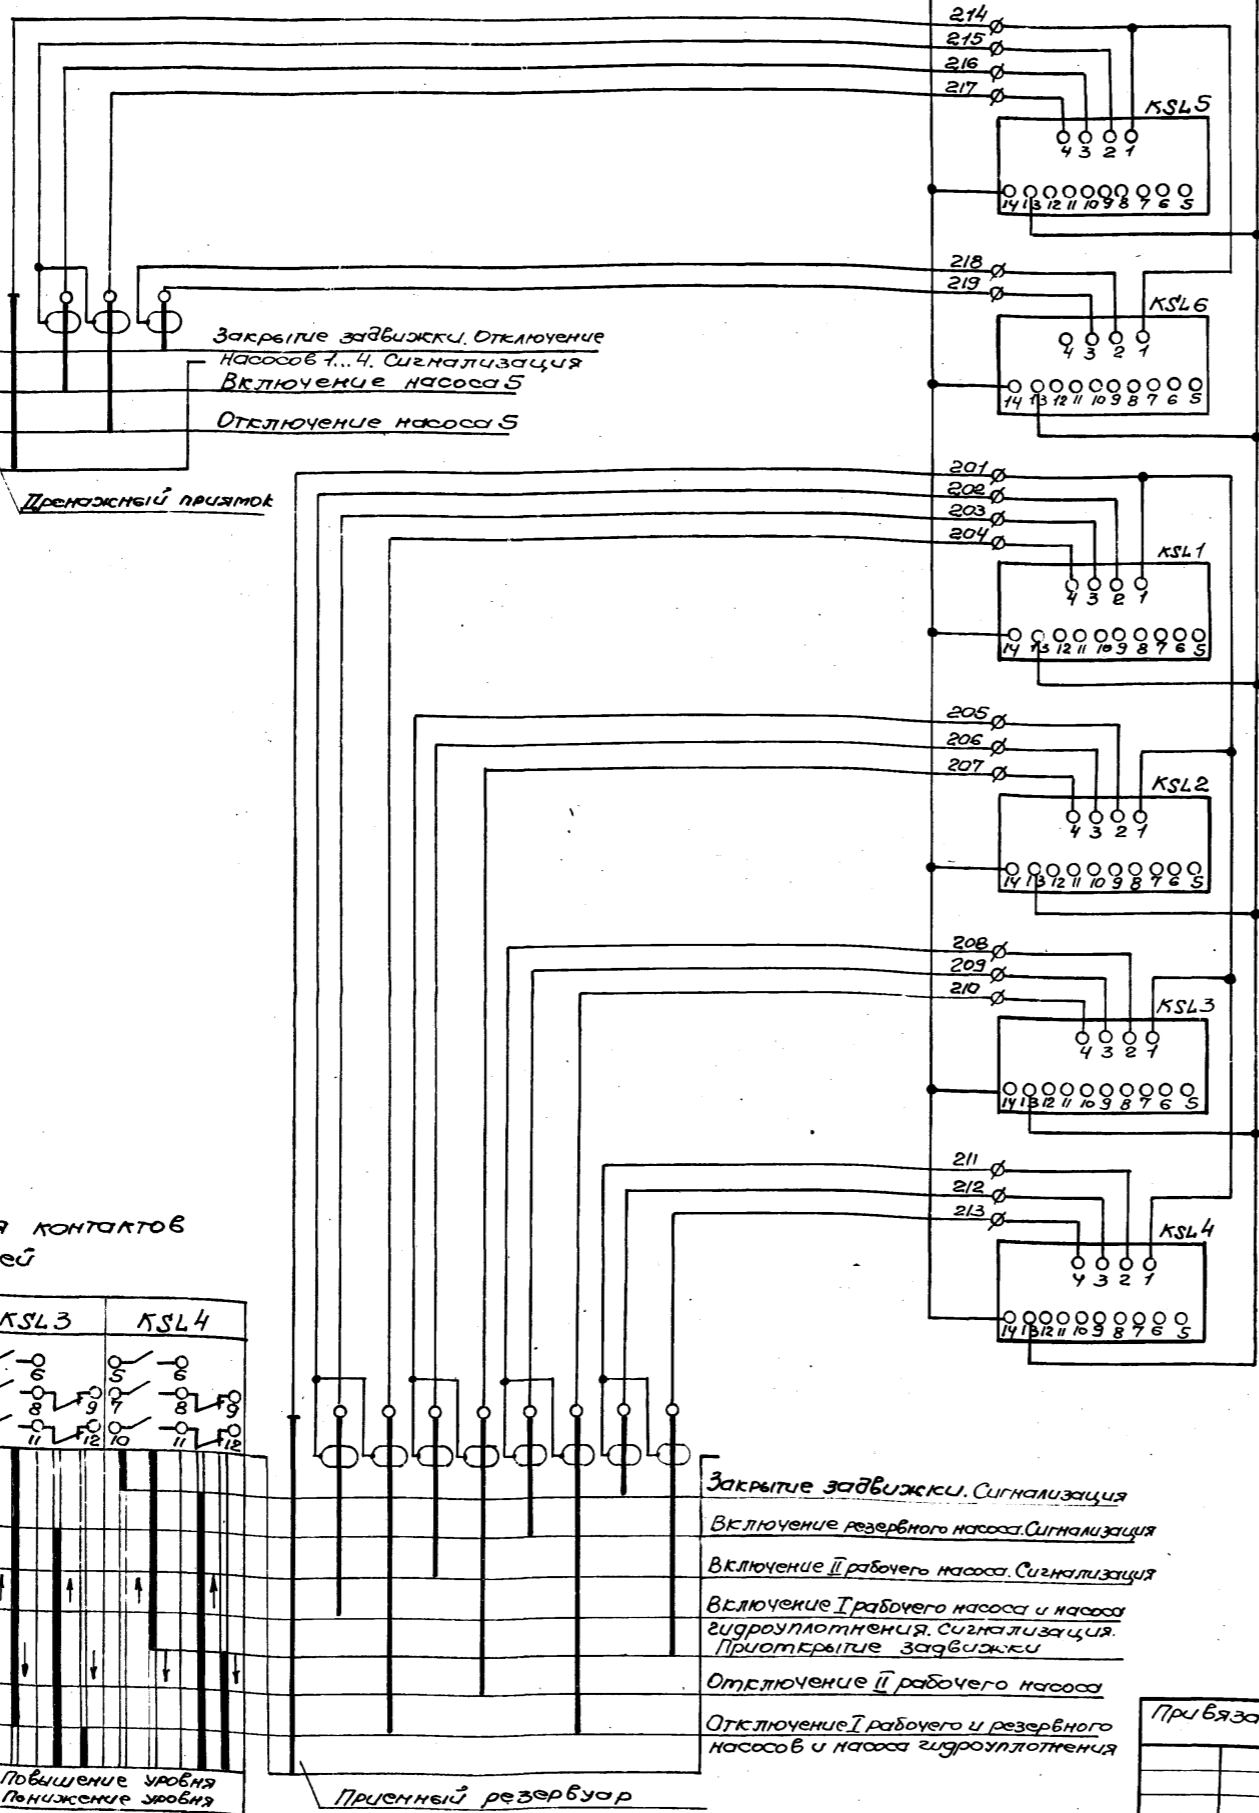 214
215
216
217
KSL5
4 3 2 1
14 13 12 11 10 9 8 7 6 5
218
219
KSL6
4 3 2 1
14 13 12 11 10 9 8 7 6 5
Закрытие задвижки. Отключение
насосов 1...4. Сигнализация
Включение насоса 5
Отключение насоса 5
Дренажный приямок
201
202
203
204
KSL1
4 3 2 1
14 13 12 11 10 9 8 7 6 5
205
206
207
KSL2
4 3 2 1
14 13 12 11 10 9 8 7 6 5
208
209
210
KSL3
4 3 2 1
14 13 12 11 10 9 8 7 6 5
211
212
213
KSL4
4 3 2 1
14 13 12 11 10 9 8 7 6 5
я контактов
ей
KSL3 KSL4
6 5 6
8 9 7 8 9
11 12 10 11 12
Закрытие задвижки. Сигнализация
Включение резервного насоса. Сигнализация
Включение II рабочего насоса. Сигнализация
Включение I рабочего насоса и насоса
гидроуплотнения. Сигнализация.
Приоткрытие задвижки
Отключение II рабочего насоса
Отключение I рабочего и резервного
насосов и насоса гидроуплотнения
Повышение уровня
Понижение уровня
Приемный резервуар
Привяза